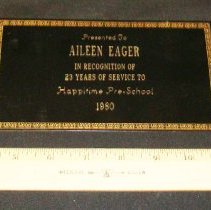 Presented To
AILEEN EAGER
IN RECOGNITION OF
23 YEARS OF SERVICE TO
Happitime Pre-School
1980